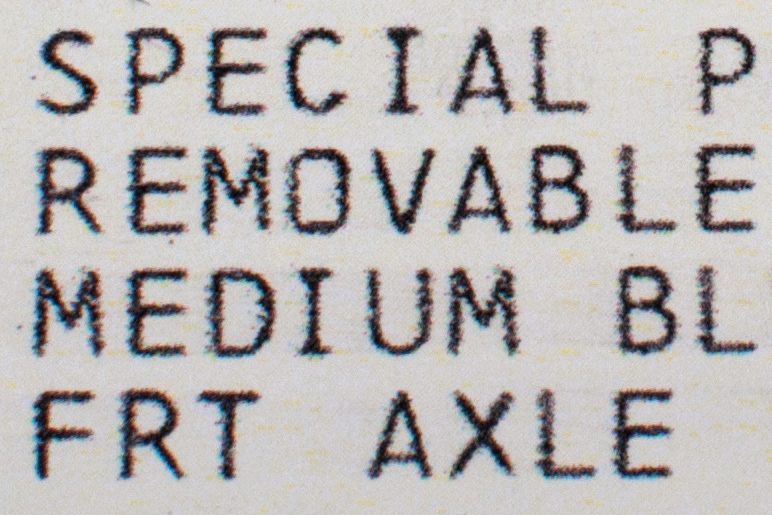 SPECIAL P
REMOVABLE
MEDIUM BL
FRT AXLE